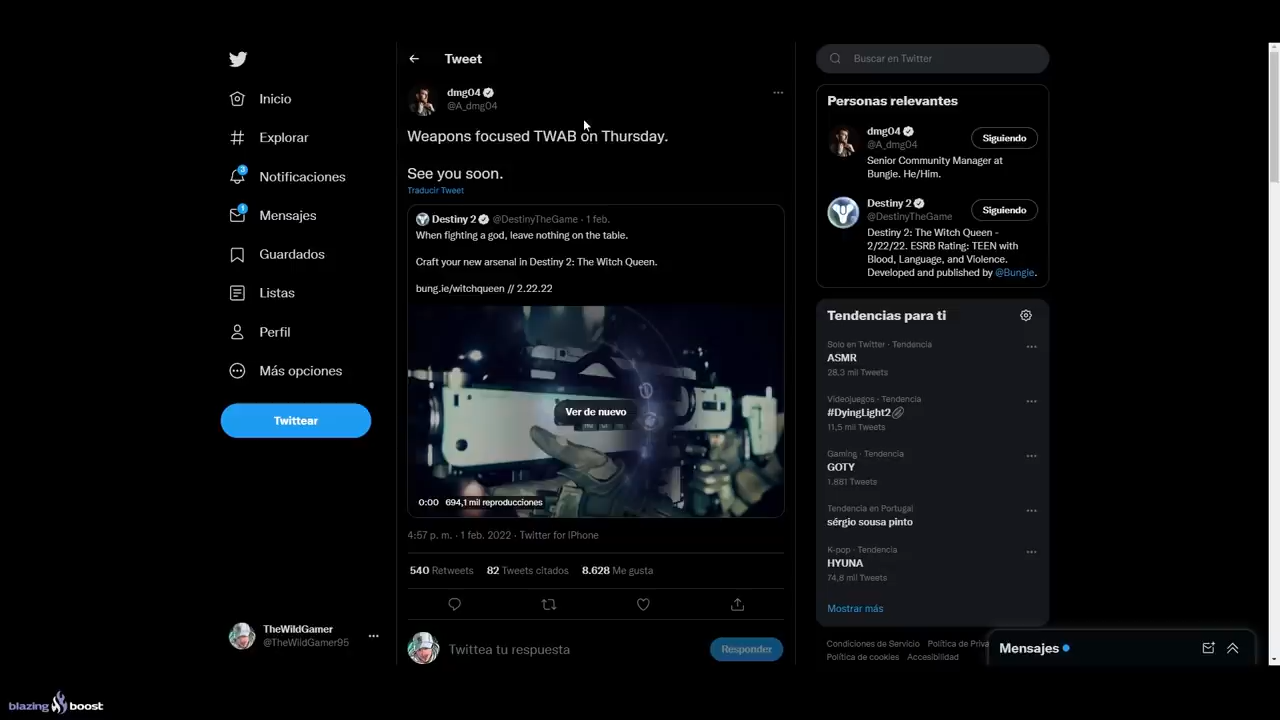 Tweet
Inicio
Explorar
3
Notificaciones
1
Mensajes
Guardados
Listas
Perfil
Más opciones
Twittear
TheWildGamer
@TheWildGamer95
dmg04
@A_dmg04
Weapons focused TWAB on Thursday.
See you soon.
Traducir Tweet
Destiny 2 @DestinyTheGame · 1 feb.
When fighting a god, leave nothing on the table.
Craft your new arsenal in Destiny 2: The Witch Queen.
bung.ie/witchqueen // 2.22.22
Ver de nuevo
0:00 694,1 mil reproducciones
4:57 p. m. · 1 feb. 2022 · Twitter for iPhone
540 Retweets 82 Tweets citados 8.628 Me gusta
Twittea tu respuesta
Responder
Buscar en Twitter
Personas relevantes
dmg04
@A_dmg04
Siguiendo
Senior Community Manager at
Bungie. He/Him.
Destiny 2
@DestinyTheGame
Siguiendo
Destiny 2: The Witch Queen -
2/22/22. ESRB Rating: TEEN with
Blood, Language, and Violence.
Developed and published by @Bungie.
Tendencias para ti
Solo en Twitter · Tendencia
ASMR
28,3 mil Tweets
Videojuegos · Tendencia
#DyingLight2
11,5 mil Tweets
Gaming · Tendencia
GOTY
1.881 Tweets
Tendencia en Portugal
sérgio sousa pinto
K-pop · Tendencia
HYUNA
74,8 mil Tweets
Mostrar más
Condiciones de Servicio Política de Priva
Política de cookies Accesibilidad
Mensajes
blazing boost